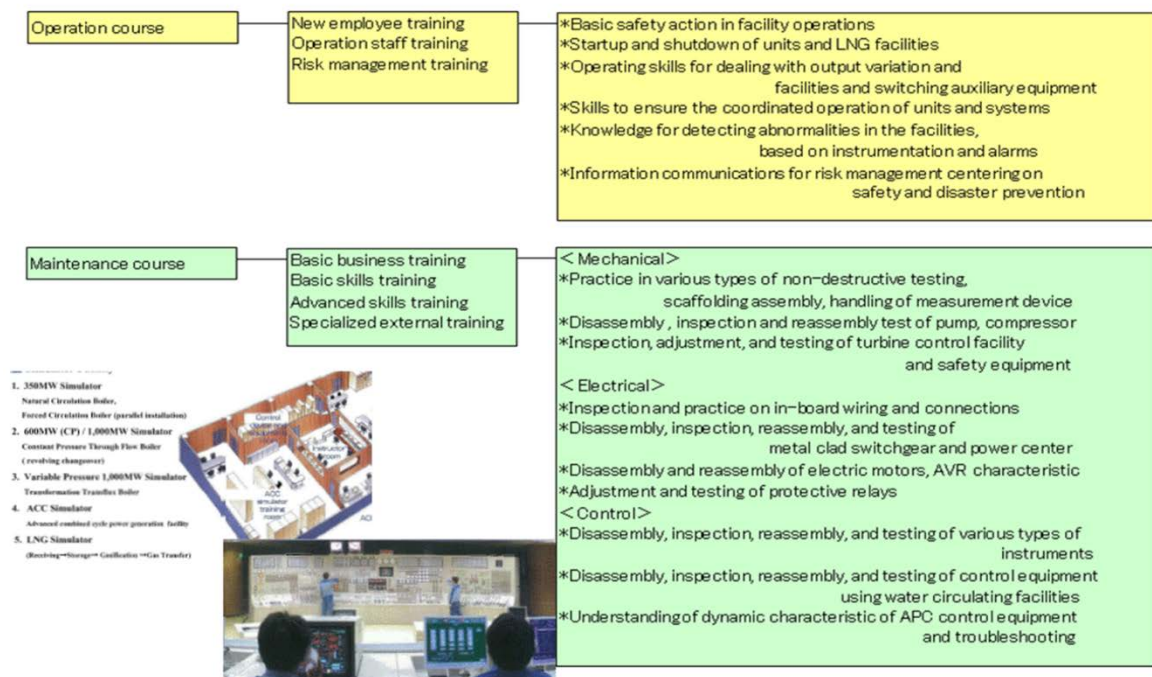 Operation course
New employee training
Operation staff training
Risk management training
*Basic safety action in facility operations
*Startup and shutdown of units and LNG facilities
*Operating skills for dealing with output variation and
facilities and switching auxiliary equipment
*Skills to ensure the coordinated operation of units and systems
*Knowledge for detecting abnormalities in the facilities,
based on instrumentation and alarms
*Information communications for risk management centering on
safety and disaster prevention
Maintenance course
Basic business training
Basic skills training
Advanced skills training
Specialized external training
<Mechanical>
*Practice in various types of non-destructive testing,
scaffolding assembly, handling of measurement device
*Disassembly , inspection and reassembly test of pump, compressor
*Inspection, adjustment, and testing of turbine control facility
and safety equipment
<Electrical>
*Inspection and practice on in-board wiring and connections
*Disassembly, inspection, reassembly, and testing of
metal clad switchgear and power center
*Disassembly and reassembly of electric motors, AVR characteristic
*Adjustment and testing of protective relays
<Control>
*Disassembly, inspection, reassembly, and testing of various types of
instruments
*Disassembly, inspection, reassembly, and testing of control equipment
using water circulating facilities
*Understanding of dynamic characteristic of APC control equipment
and troubleshooting
1. 350MW Simulator
Natural Circulation Boiler,
Forced Circulation Boiler (parallel installation)
2. 600MW (CP) / 1,000MW Simulator
Constant Pressure Through Flow Boiler
( revolving changeover)
3. Variable Pressure 1,000MW Simulator
Transformation Transflux Boiler
4. ACC Simulator
Advanced combined cycle power generation facility
5. LNG Simulator
(Receiving→Storage→ Gasification →Gas Transfer)
Control
room
Instructor
room
ACC
simulator
training
room